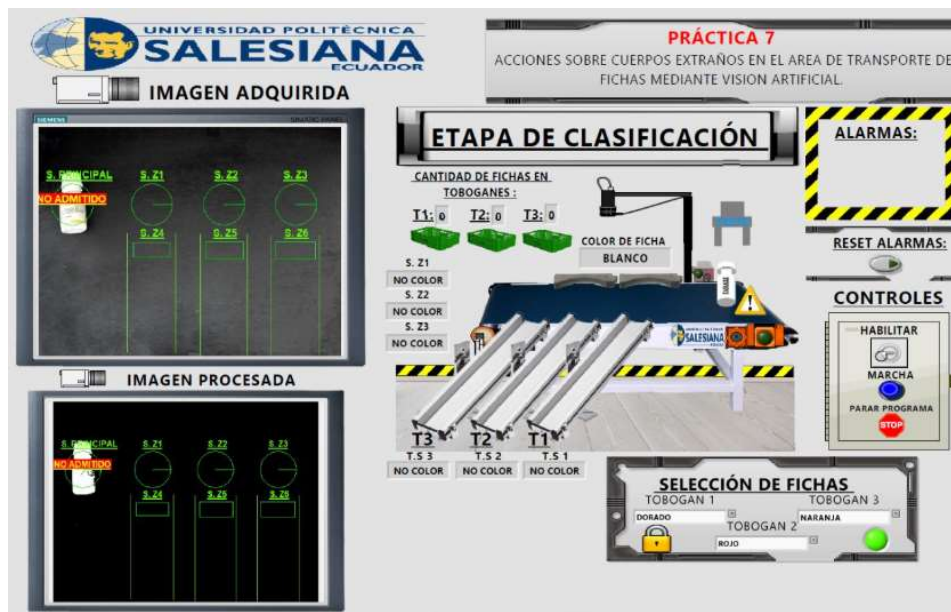 UNIVERSIDAD POLITÉCNICA
SALESIANA
ECUADOR
PRÁCTICA 7
ACCIONES SOBRE CUERPOS EXTRAÑOS EN EL AREA DE TRANSPORTE DE
FICHAS MEDIANTE VISION ARTIFICIAL.
IMAGEN ADQUIRIDA
SIEMENS
SIMATIC PANEL
S. PRINCIPAL
S. Z1
S. Z2
S. Z3
NO ADMITIDO
S. Z4
S. Z5
S. Z6
IMAGEN PROCESADA
S. PRINCIPAL
S. Z1
S. Z2
S. Z3
NO ADMITIDO
S. Z4
S. Z5
S. Z6
ETAPA DE CLASIFICACIÓN
CANTIDAD DE FICHAS EN
TOBOGANES :
T1: 0
T2: 0
T3: 0
COLOR DE FICHA
BLANCO
S. Z1
NO COLOR
S. Z2
NO COLOR
S. Z3
NO COLOR
SALESIANA
T3
T2
T1
T.S 3
T.S 2
T.S 1
NO COLOR
NO COLOR
NO COLOR
ALARMAS:
RESET ALARMAS:
CONTROLES
HABILITAR
MARCHA
PARAR PROGRAMA
STOP
SELECCIÓN DE FICHAS
TOBOGAN 1
TOBOGAN 3
DORADO
NARANJA
TOBOGAN 2
ROJO